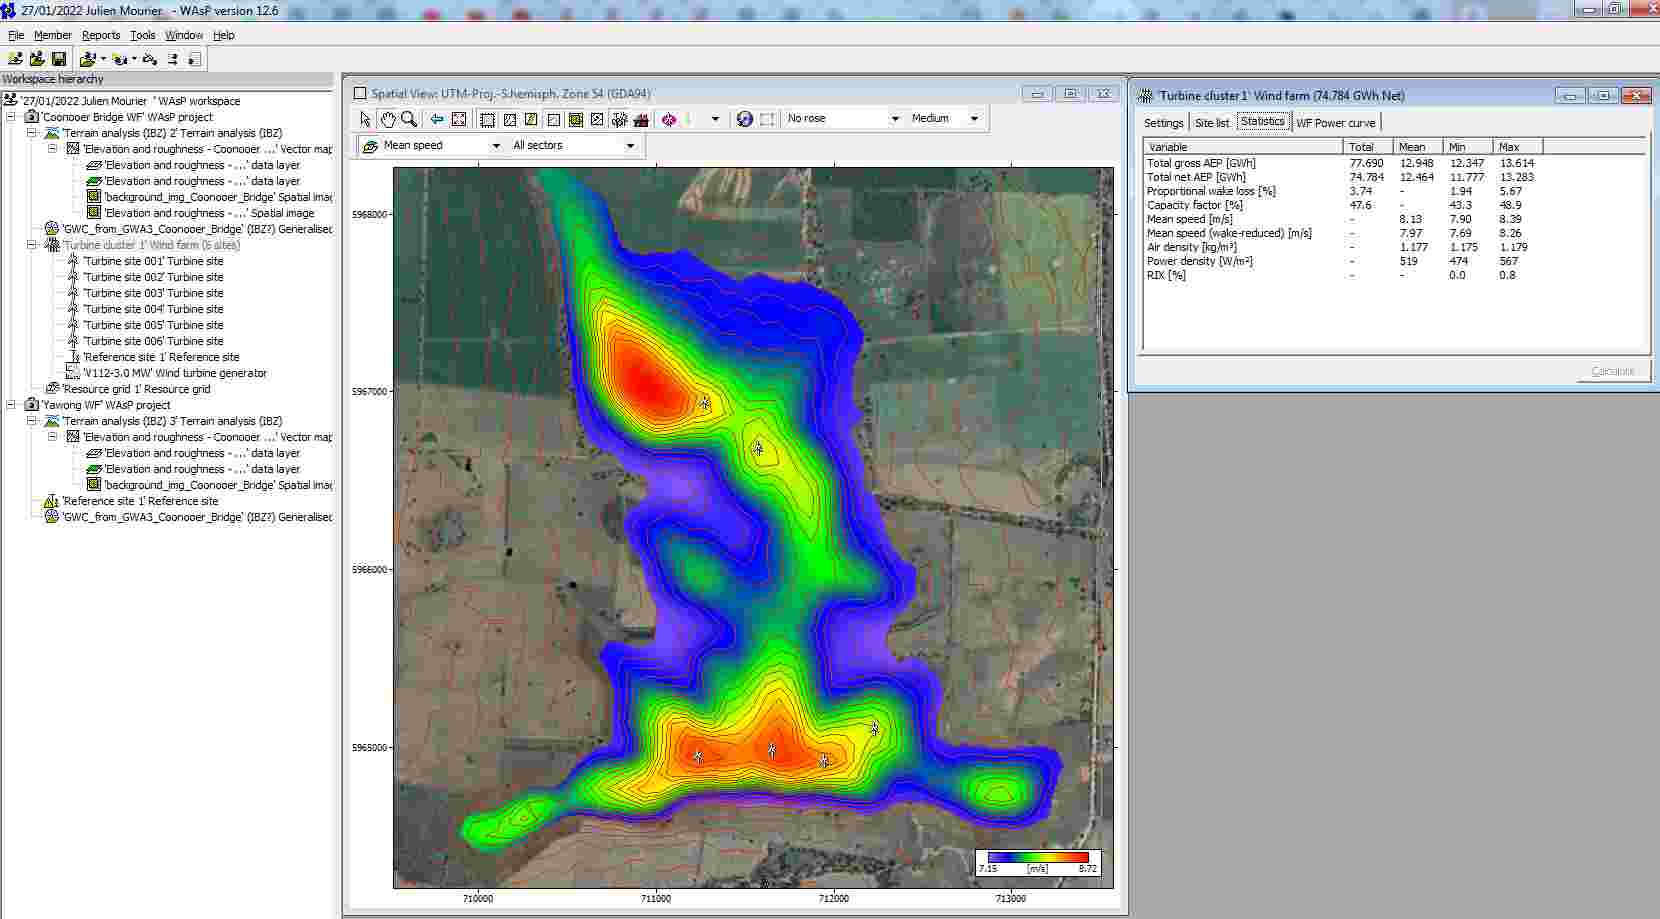 27/01/2022 Julien Mourier - WAsP version 12.6
File Member Reports Tools Window Help
Workspace hierarchy
'27/01/2022 Julien Mourier ' WAsP workspace
'Coonooer Bridge WF' WAsP project
'Terrain analysis (IBZ) 2' Terrain analysis (IBZ)
'Elevation and roughness - Coonooer ...' Vector map
'Elevation and roughness - ...' data layer
'Elevation and roughness - ...' data layer
'background_img_Coonooer_Bridge' Spatial ima
'Elevation and roughness - ...' Spatial image
'GWC_from_GWA3_Coonooer_Bridge' (IBZ?) Generalised
'Turbine cluster 1' Wind farm (6 sites)
'Turbine site 001' Turbine site
'Turbine site 002' Turbine site
'Turbine site 003' Turbine site
'Turbine site 004' Turbine site
'Turbine site 005' Turbine site
'Turbine site 006' Turbine site
'Reference site 1' Reference site
'V112-3.0 MW' Wind turbine generator
'Resource grid 1' Resource grid
'Yawong WF' WAsP project
'Terrain analysis (IBZ) 3' Terrain analysis (IBZ)
'Elevation and roughness - Coonooer ...' Vector map
'Elevation and roughness - ...' data layer
'Elevation and roughness - ...' data layer
'background_img_Coonooer_Bridge' Spatial ima
'Reference site 1' Reference site
'GWC_from_GWA3_Coonooer_Bridge' (IBZ?) Generalised
Spatial View: UTM-Proj.-S.hemisph. Zone 54 (GDA94)
No rose Medium
Mean speed All sectors
5968000
5967000
5966000
5965000
710000 711000 712000 713000
7.15 [m/s] 8.72
'Turbine cluster 1' Wind farm (74.784 GWh Net)
Settings Site list Statistics WF Power curve
Variable Total Mean Min Max
Total gross AEP [GWh] 77.690 12.948 12.347 13.614
Total net AEP [GWh] 74.784 12.464 11.777 13.283
Proportional wake loss [%] 3.74 - 1.94 5.67
Capacity factor [%] 47.6 - 43.3 48.9
Mean speed [m/s] - 8.13 7.90 8.39
Mean speed (wake-reduced) [m/s] - 7.97 7.69 8.26
Air density [kg/m³] - 1.177 1.175 1.179
Power density [W/m²] - 519 474 567
RIX [%] - - 0.0 0.8
Calculate